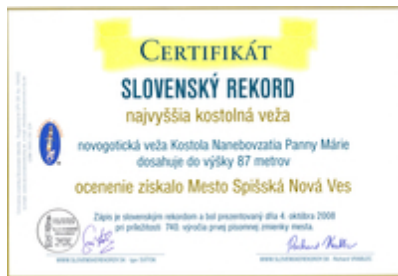 CERTIFIKÁT
SLOVENSKÝ REKORD
najvyššia kostolná veža
novogotická veža Kostola Nanebovzatia Panny Márie
dosahuje do výšky 87 metrov
ocenenie získalo Mesto Spišská Nová Ves
Zápis je slovenským rekordom a bol prezentovaný dňa 4. októbra 2008
pri príležitosti 740. výročia prvej písomnej zmienky mesta.